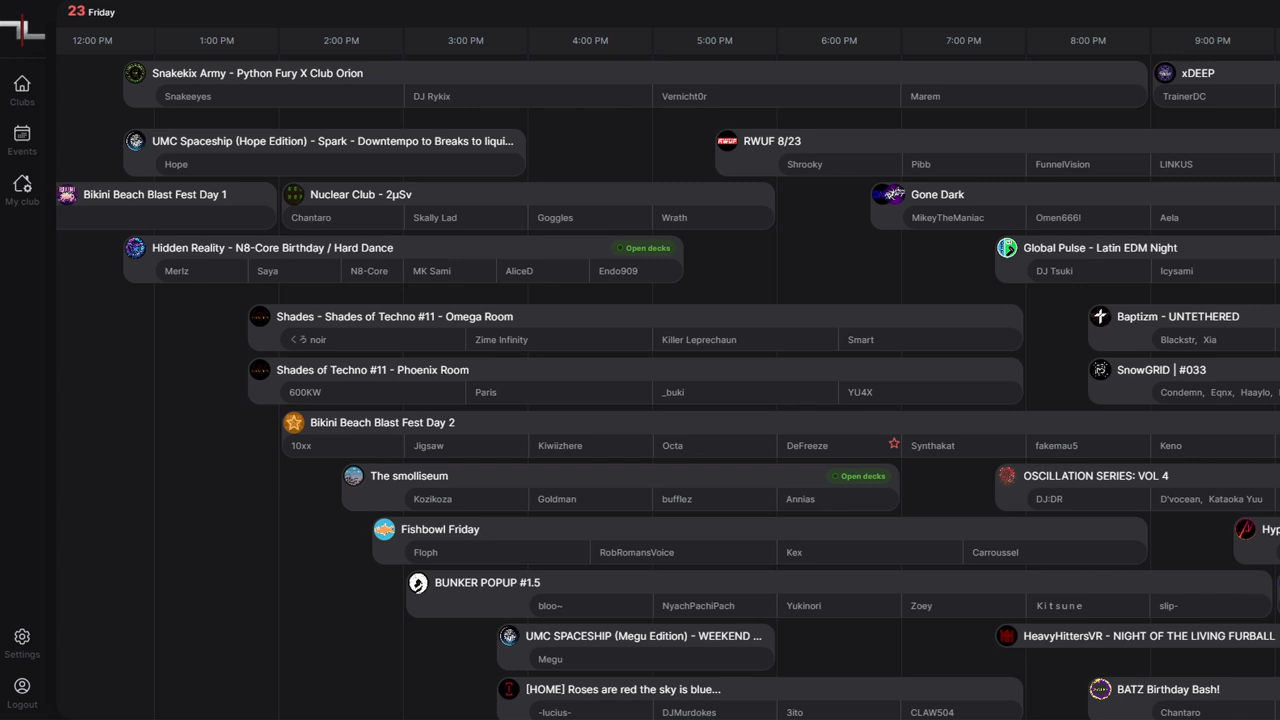 23 Friday
12:00 PM 1:00 PM 2:00 PM 3:00 PM 4:00 PM 5:00 PM 6:00 PM 7:00 PM 8:00 PM 9:00 PM
Clubs
Events
My club
Settings
Logout
Snakekix Army - Python Fury X Club Orion
Snakeeyes DJ Rykix Vernicht0r Marem
xDEEP
TrainerDC
UMC Spaceship (Hope Edition) - Spark - Downtempo to Breaks to liqui...
Hope
RWUF 8/23
Shrooky Pibb FunnelVision LINKUS
Bikini Beach Blast Fest Day 1
Nuclear Club - 2µSv
Chantaro Skally Lad Goggles Wrath
Gone Dark
MikeyTheManiac Omen666! Aela
Hidden Reality - N8-Core Birthday / Hard Dance Open decks
Merlz Saya N8-Core MK Sami AliceD Endo909
Global Pulse - Latin EDM Night
DJ Tsuki Icysami
Shades - Shades of Techno #11 - Omega Room
くろ noir Zime Infinity Killer Leprechaun Smart
Baptizm - UNTETHERED
Blackstr, Xia
Shades of Techno #11 - Phoenix Room
600KW Paris _buki YU4X
SnowGRID | #033
Condemn, Eqnx, Haaylo,
Bikini Beach Blast Fest Day 2
10xx Jigsaw Kiwiizhere Octa DeFreeze Synthakat fakemau5 Keno
The smolliseum Open decks
Kozikoza Goldman bufflez Annias
OSCILLATION SERIES: VOL 4
DJ:DR D'vocean, Kataoka Yuu
Fishbowl Friday
Floph RobRomansVoice Kex Carroussel
Hyp
BUNKER POPUP #1.5
bloo~ NyachPachiPach Yukinori Zoey K i t s u n e slip-
UMC SPACESHIP (Megu Edition) - WEEKEND ...
Megu
HeavyHittersVR - NIGHT OF THE LIVING FURBALL
[HOME] Roses are red the sky is blue...
-lucius- DJMurdokes 3ito CLAW504
BATZ Birthday Bash!
Chantaro